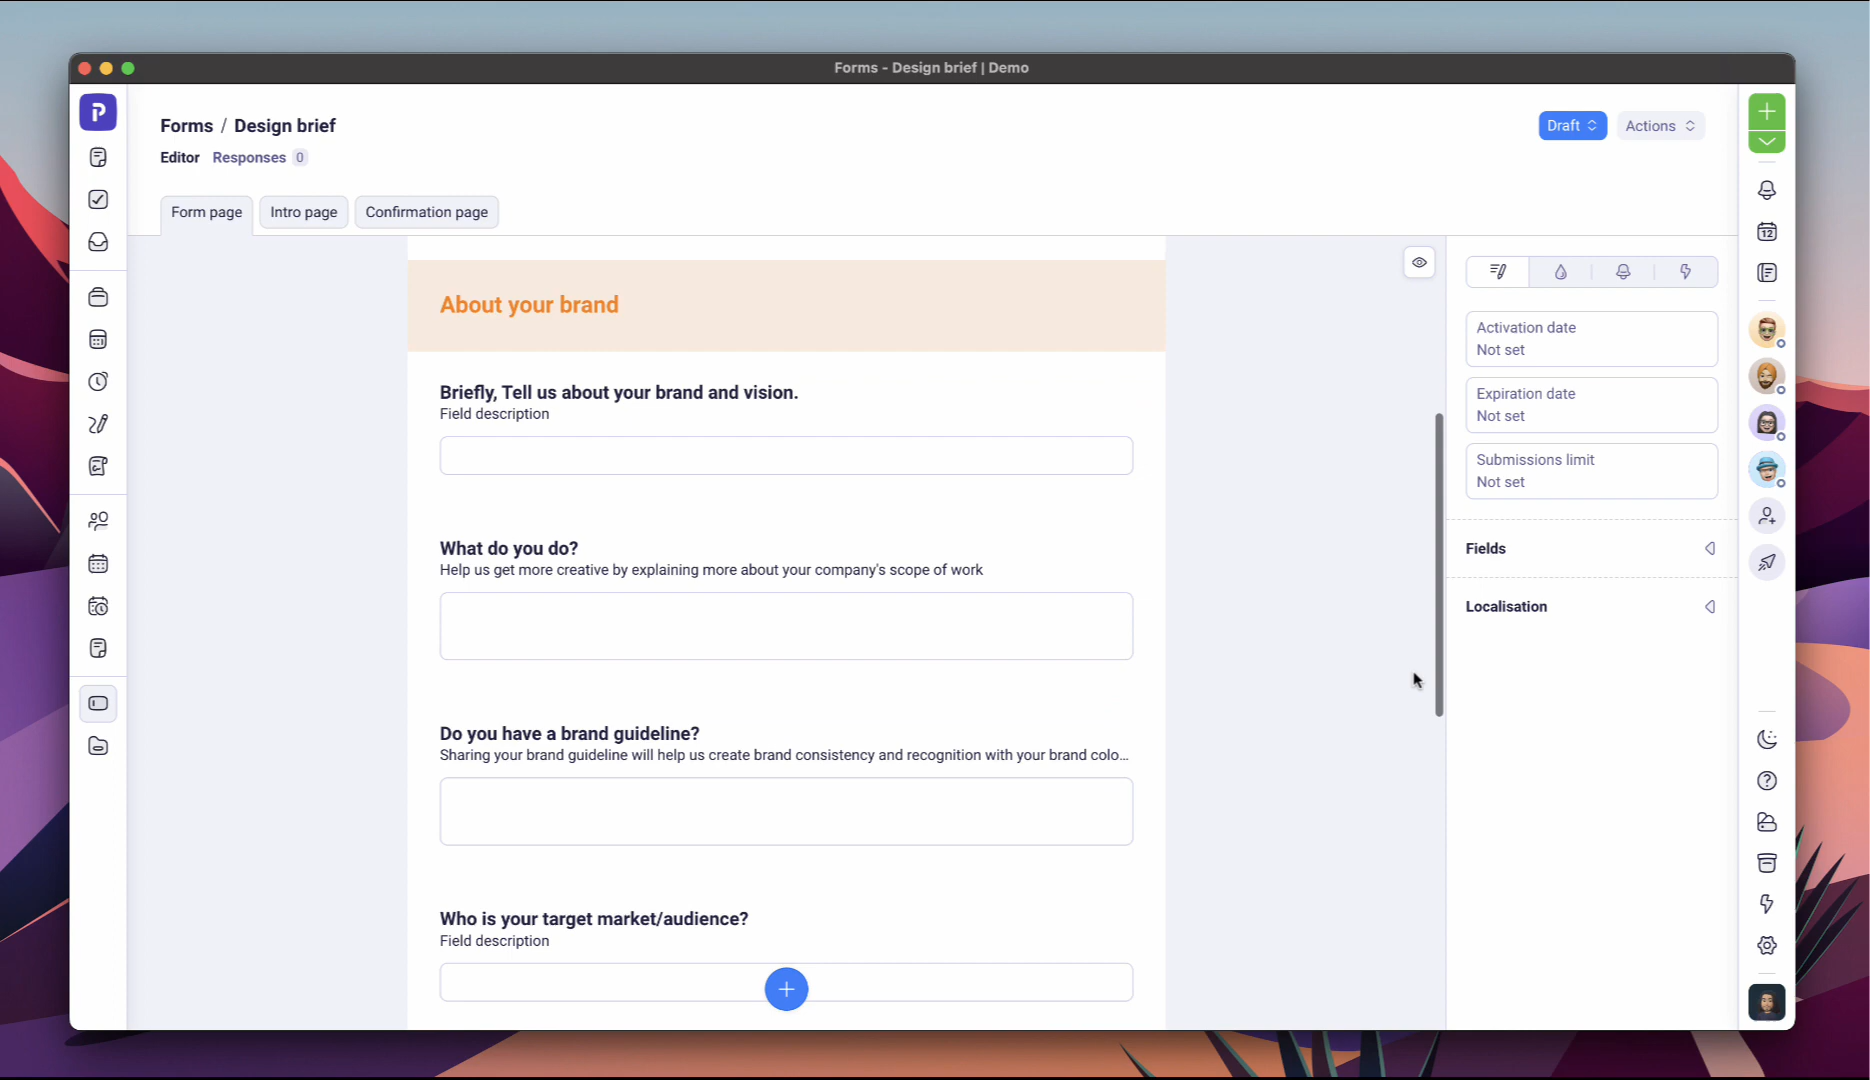 Forms - Design brief | Demo
Forms / Design brief
Draft
Actions
Editor Responses 0
Form page
Intro page
Confirmation page
About your brand
Briefly, Tell us about your brand and vision.
Field description
What do you do?
Help us get more creative by explaining more about your company's scope of work
Do you have a brand guideline?
Sharing your brand guideline will help us create brand consistency and recognition with your brand colo...
Who is your target market/audience?
Field description
Activation date
Not set
Expiration date
Not set
Submissions limit
Not set
Fields
Localisation
12